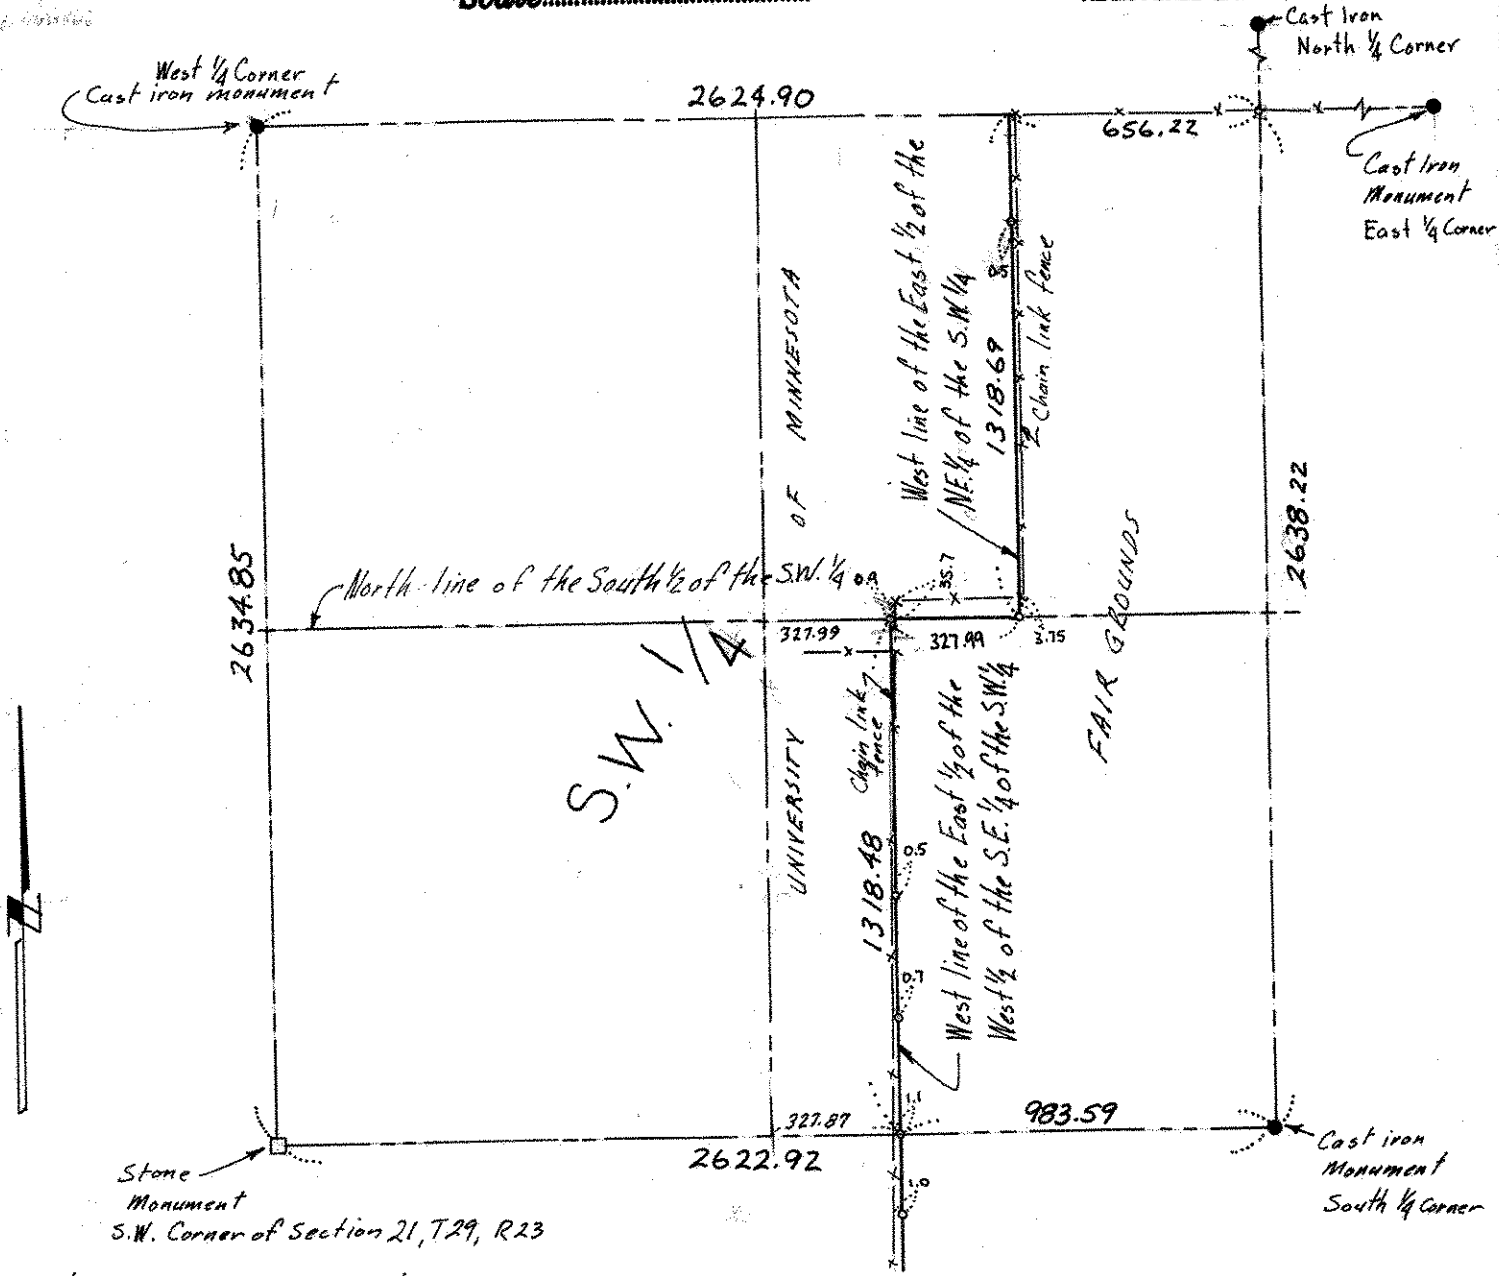 Scale
Cast Iron
North 1/4 Corner
West 1/4 Corner
Cast iron monument
2624.90
656.22
Cast Iron
Monument
East 1/4 Corner
West line of the East 1/2 of the
N.E. 1/4 of the S.W. 1/4
1318.69
Chain link fence
UNIVERSITY OF MINNESOTA
FAIR GROUNDS
2634.85
2638.22
North line of the South 1/2 of the S.W. 1/4
35.7
327.99
327.99
3.75
S.W. 1/4
Chain link
fence
1318.48
0.5
0.7
West line of the East 1/2 of the
West 1/2 of the S.E. 1/4 of the S.W. 1/4
1.1
327.87
983.59
2622.92
1.0
Stone
Monument
S.W. Corner of Section 21, T29, R23
Cast iron
Monument
South 1/4 Corner